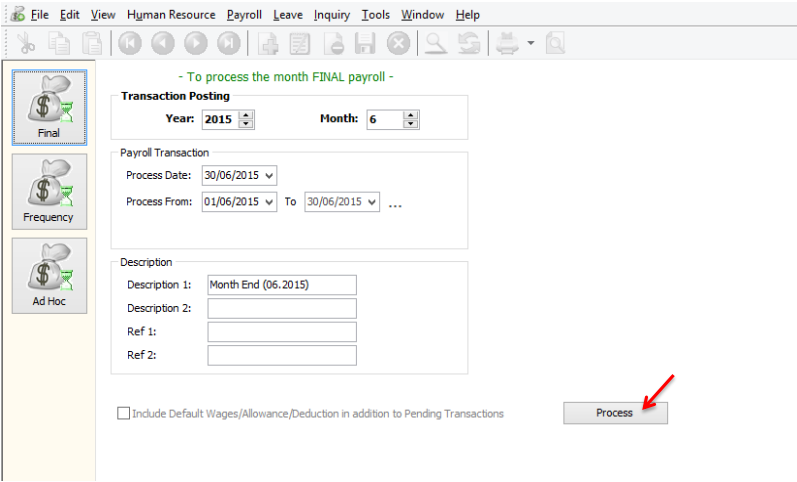 File Edit View Human Resource Payroll Leave Inquiry Tools Window Help
- To process the month FINAL payroll -
Transaction Posting
Year: 2015 Month: 6
Final
Payroll Transaction
Process Date: 30/06/2015
Process From: 01/06/2015 To 30/06/2015 ...
Frequency
Description
Description 1: Month End (06.2015)
Description 2:
Ad Hoc
Ref 1:
Ref 2:
Include Default Wages/Allowance/Deduction in addition to Pending Transactions
Process